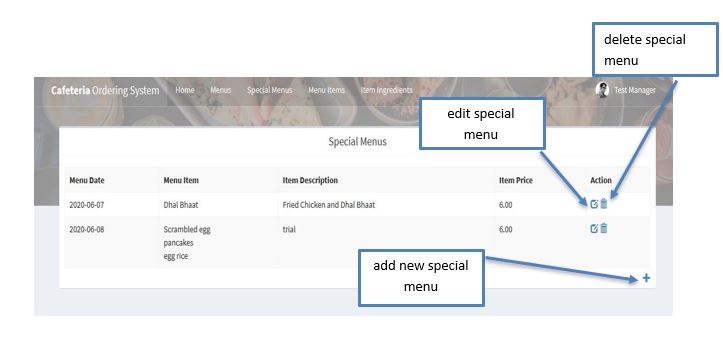 delete special
menu
Cafeteria Ordering System Home Menus Special Menus Menu Items Item Ingredients Test Manager
edit special
menu
Special Menus
Menu Date Menu Item Item Description Item Price Action
2020-06-07 Dhal Bhaat Fried Chicken and Dhal Bhaat 6.00
2020-06-08 Scrambled egg trial 6.00
pancakes
egg rice
add new special
menu